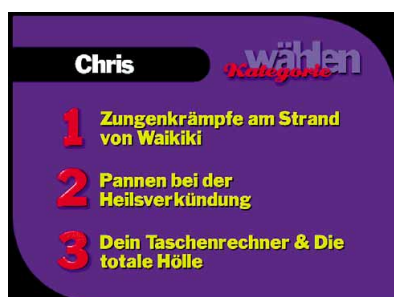 Chris
wählen
Kategorie
1 Zungenkrämpfe am Strand
von Waikiki
2 Pannen bei der
Heilsverkündung
3 Dein Taschenrechner & Die
totale Hölle